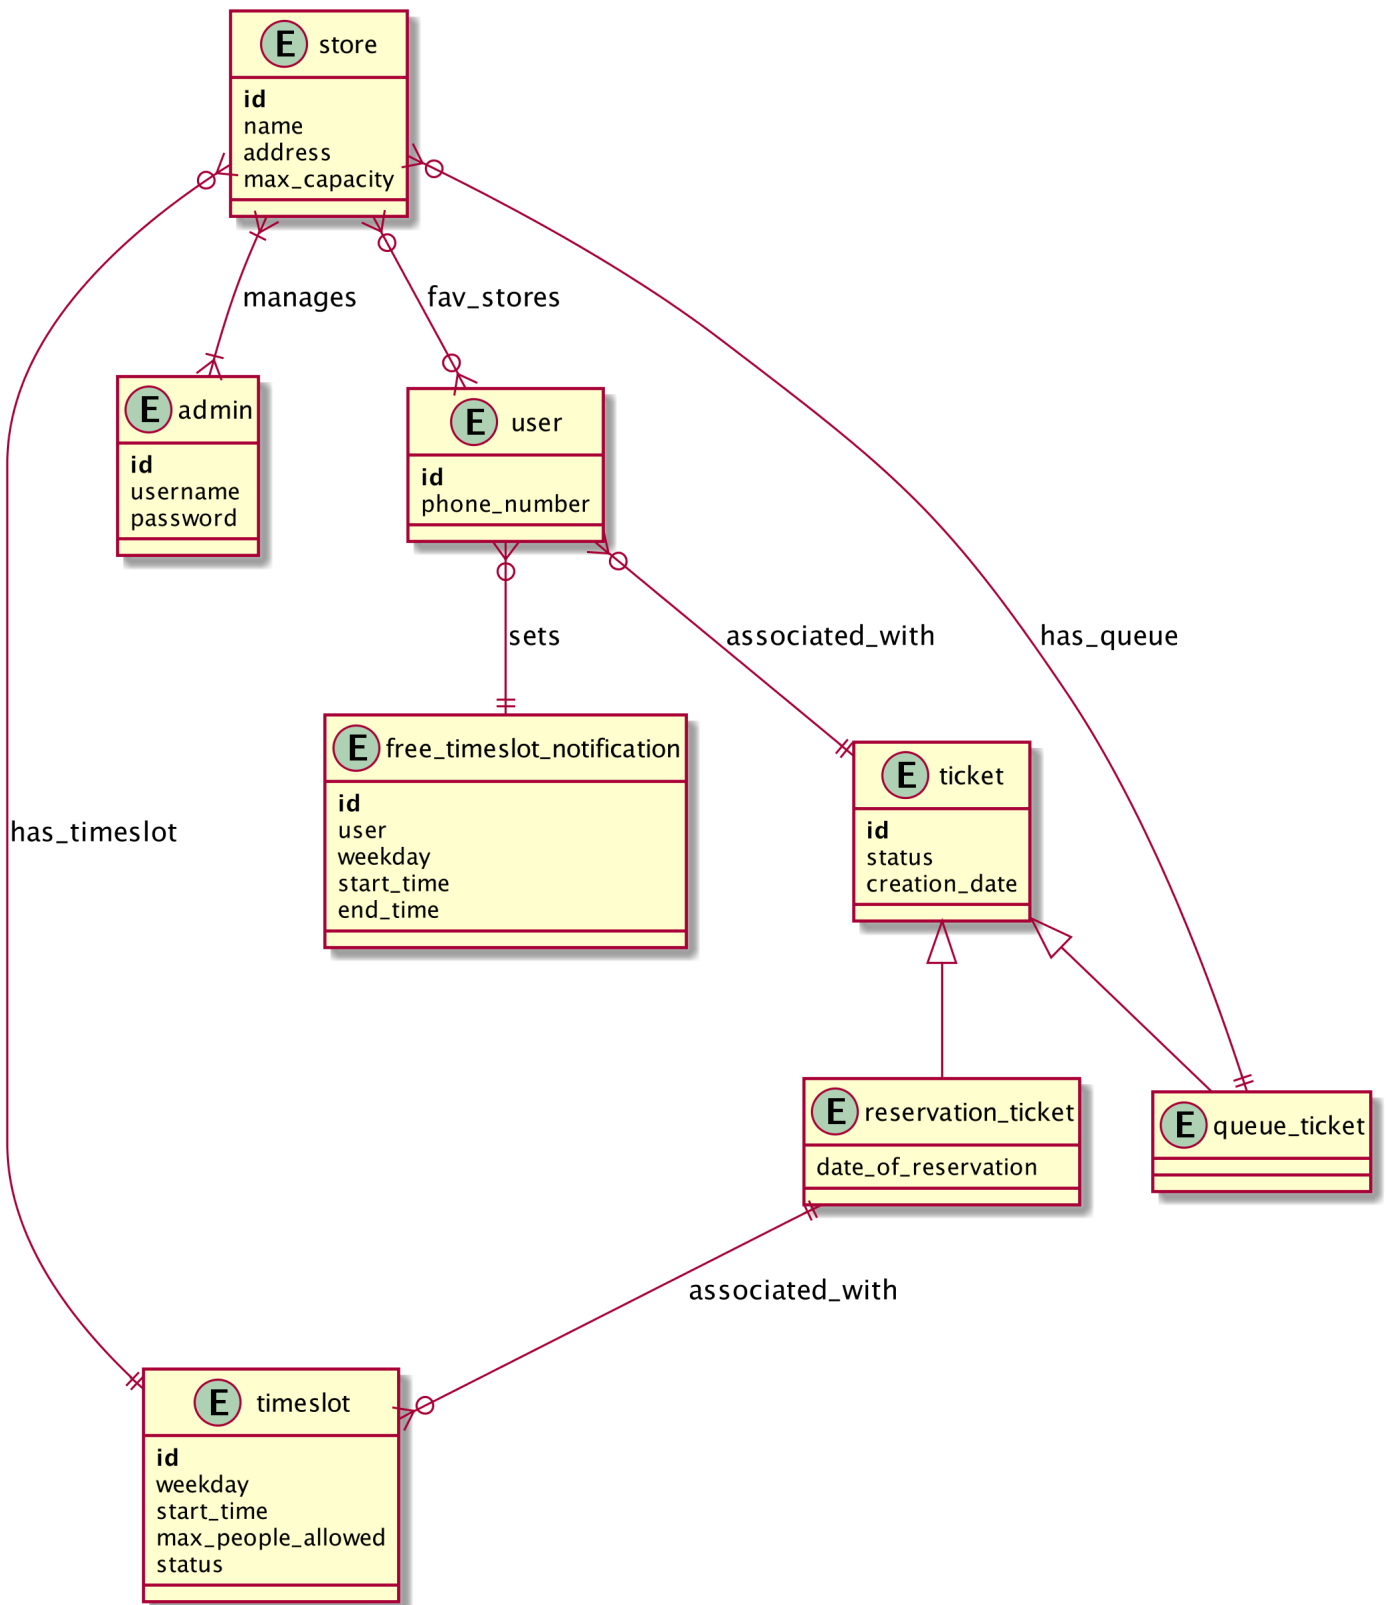 E store
id
name
address
max_capacity
manages
fav_stores
E admin
id
username
password
E user
id
phone_number
sets
associated_with
has_queue
E free_timeslot_notification
id
user
weekday
start_time
end_time
E ticket
id
status
creation_date
has_timeslot
E reservation_ticket
date_of_reservation
E queue_ticket
associated_with
E timeslot
id
weekday
start_time
max_people_allowed
status